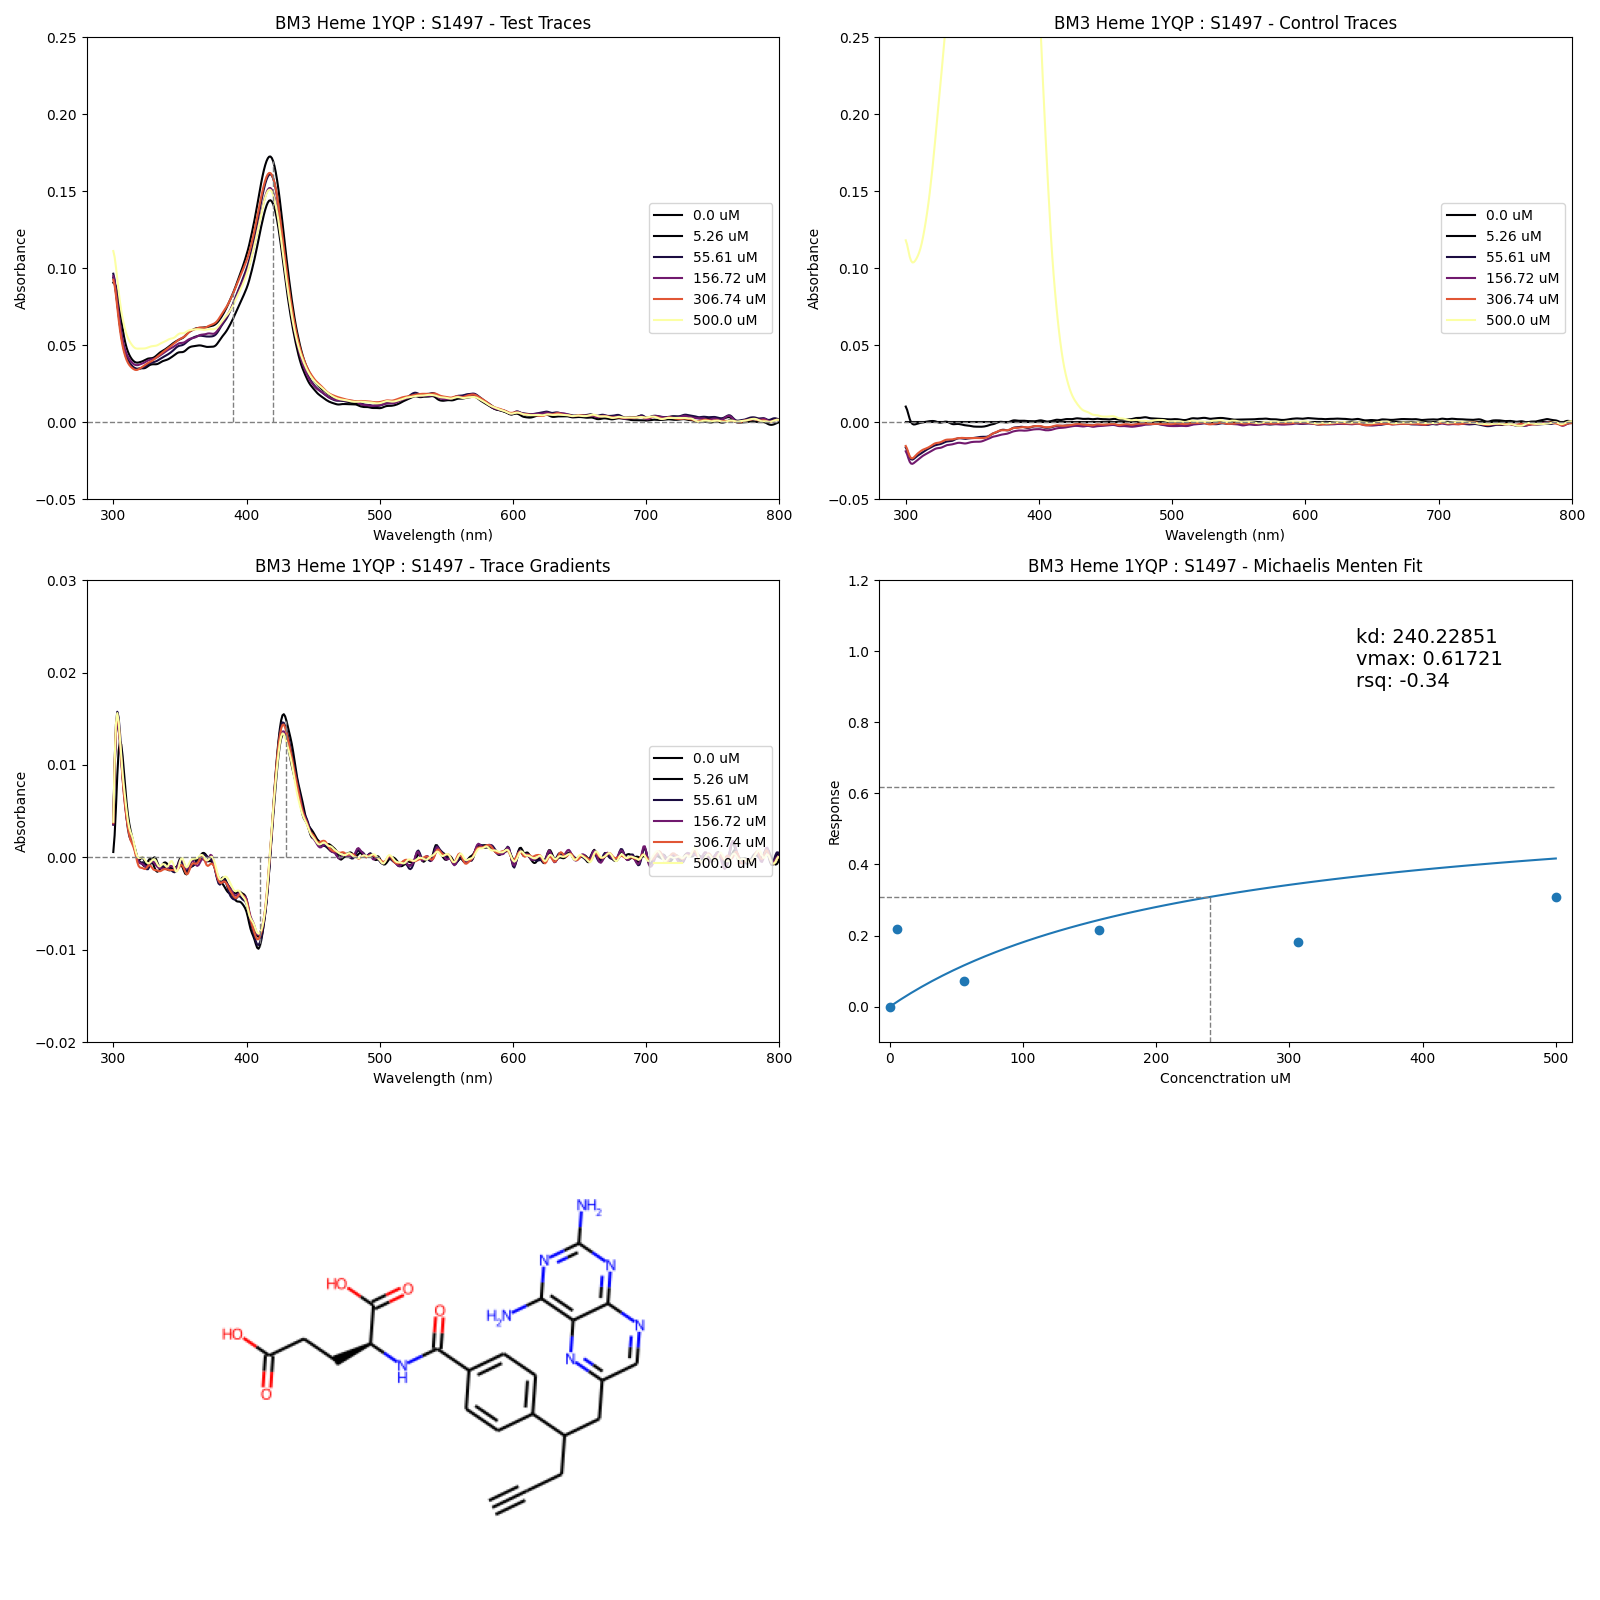 BM3 Heme 1YQP : S1497 - Test Traces
0.25
0.20
0.15
0.10
0.05
0.00
−0.05
Absorbance
300 400 500 600 700 800
Wavelength (nm)
0.0 uM
5.26 uM
55.61 uM
156.72 uM
306.74 uM
500.0 uM
BM3 Heme 1YQP : S1497 - Control Traces
0.25
0.20
0.15
0.10
0.05
0.00
−0.05
Absorbance
300 400 500 600 700 800
Wavelength (nm)
0.0 uM
5.26 uM
55.61 uM
156.72 uM
306.74 uM
500.0 uM
BM3 Heme 1YQP : S1497 - Trace Gradients
0.03
0.02
0.01
0.00
−0.01
−0.02
Absorbance
300 400 500 600 700 800
Wavelength (nm)
0.0 uM
5.26 uM
55.61 uM
156.72 uM
306.74 uM
500.0 uM
BM3 Heme 1YQP : S1497 - Michaelis Menten Fit
1.2
1.0
0.8
0.6
0.4
0.2
0.0
Response
0 100 200 300 400 500
Concenctration uM
kd: 240.22851
vmax: 0.61721
rsq: -0.34
NH2
N
N
HO
O
H2N
O
HO
N
N
O
N
H